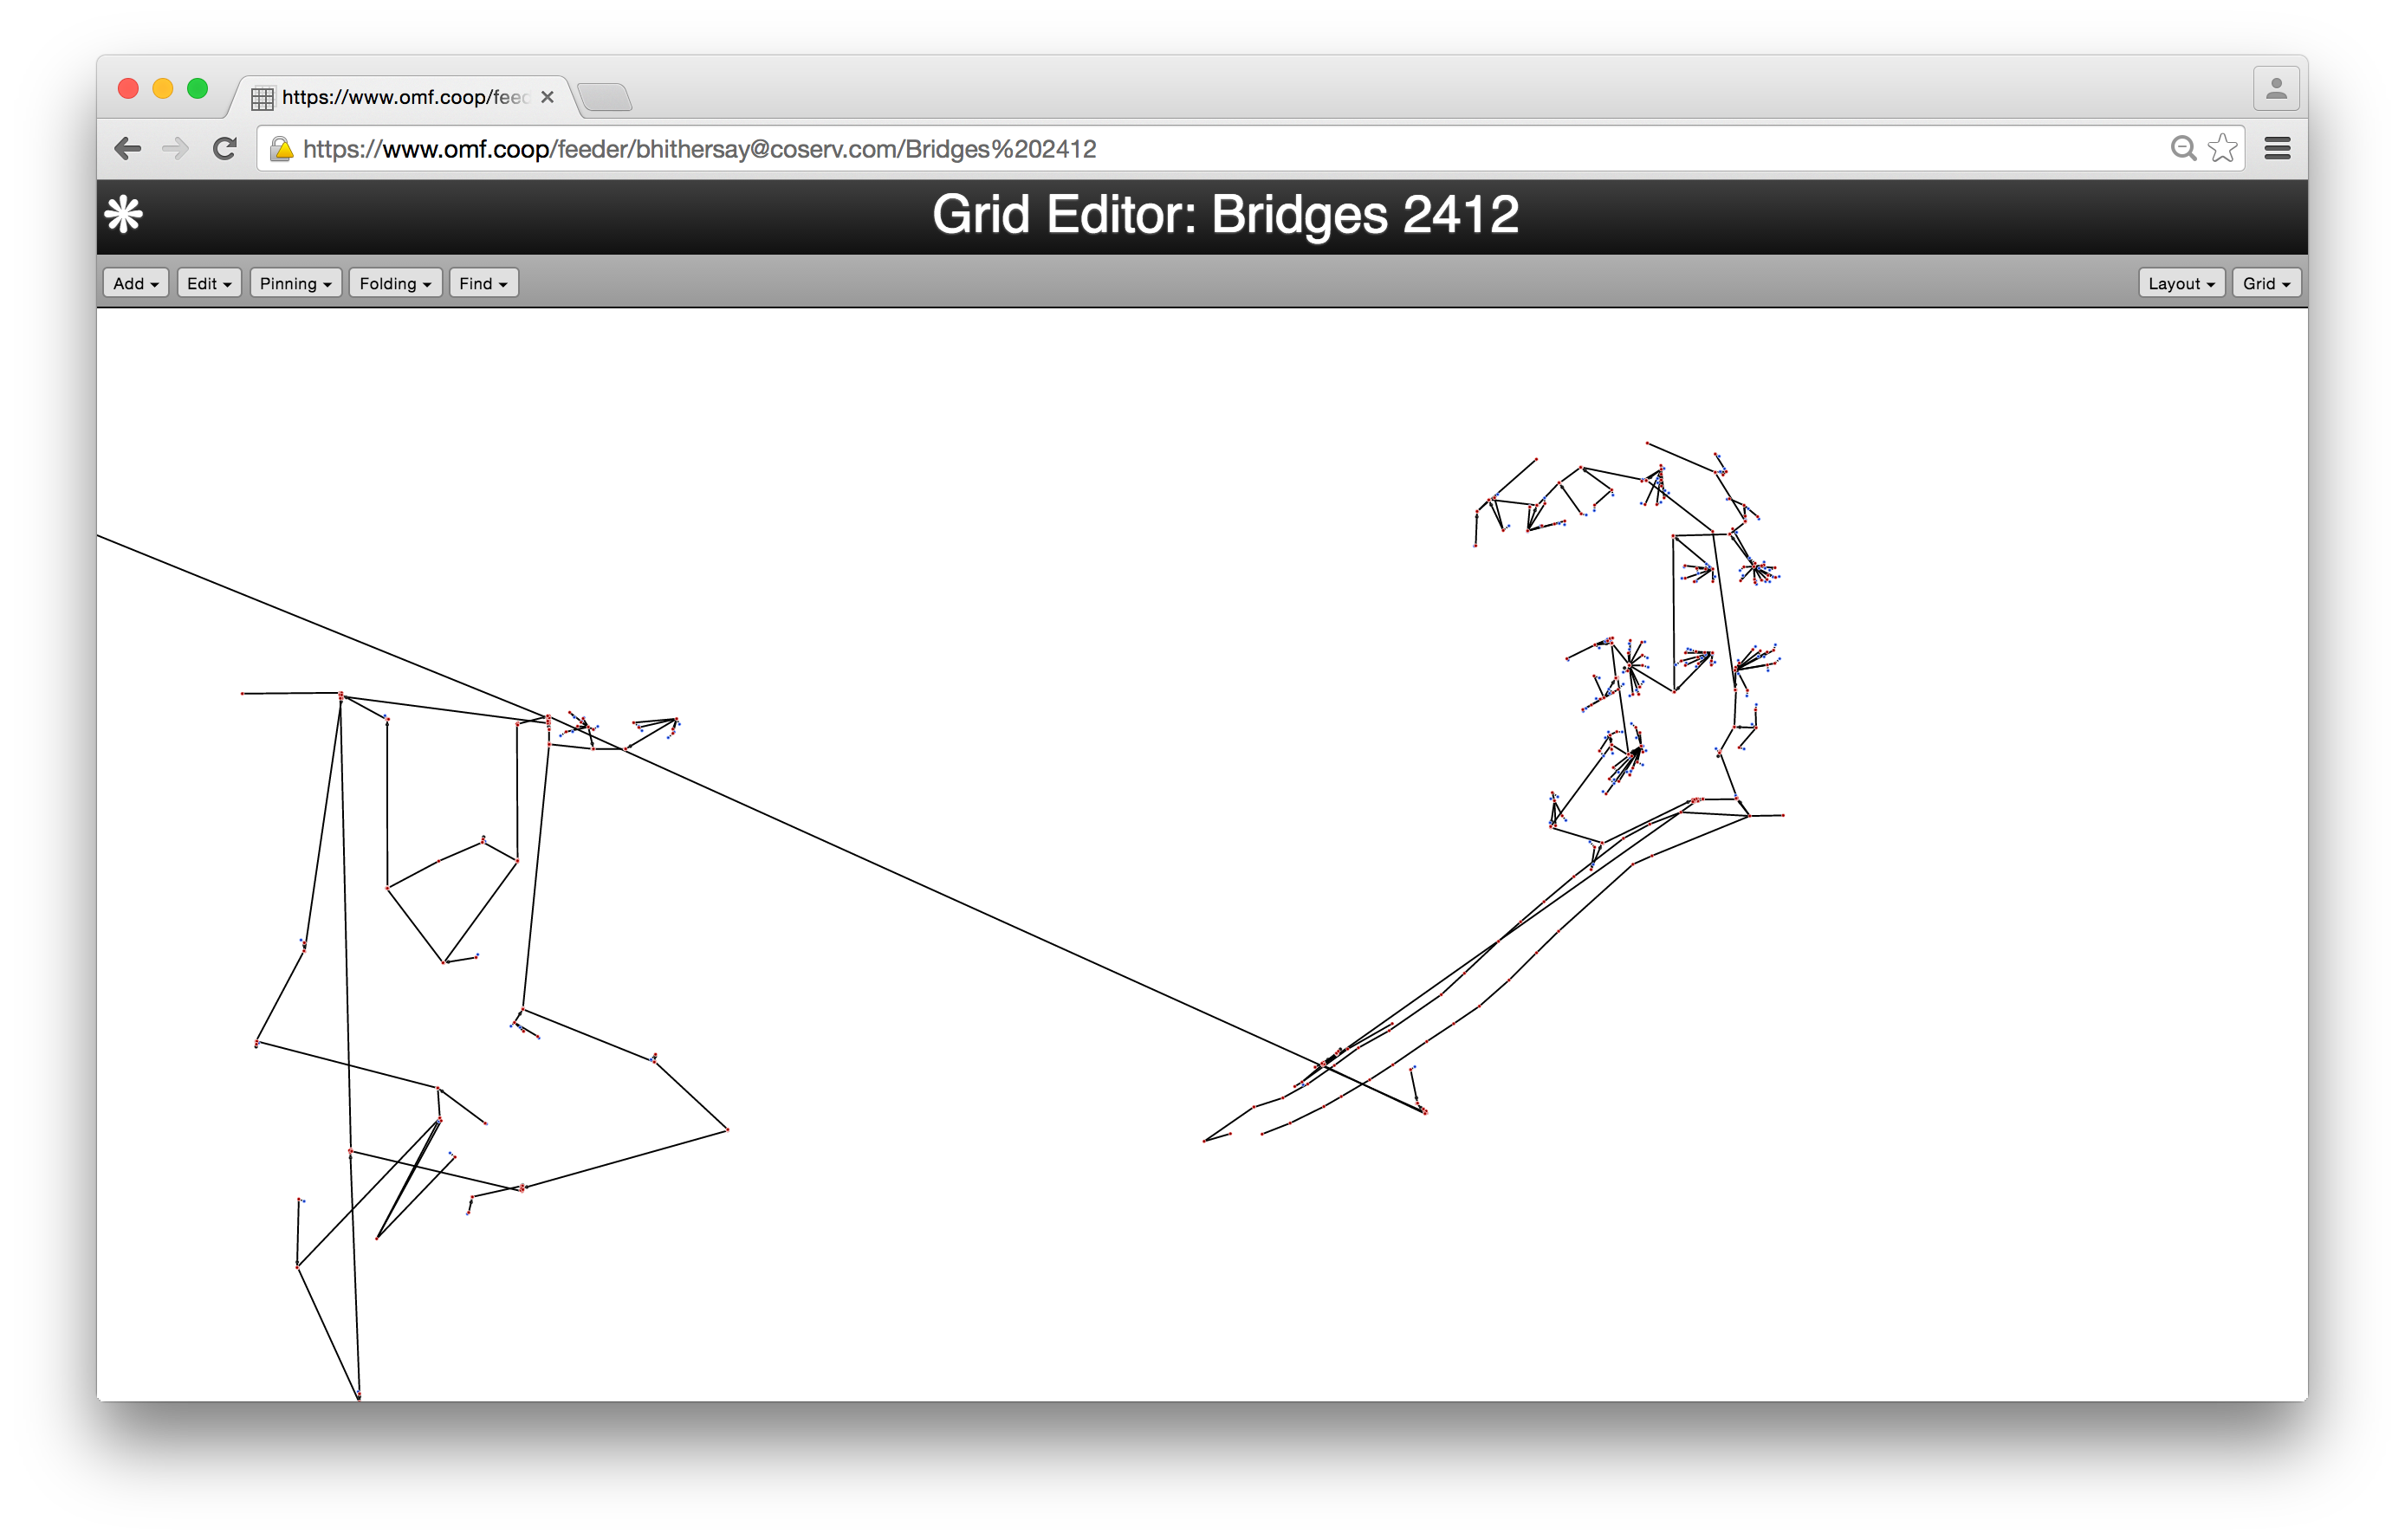 https://www.omf.coop/feed
https://www.omf.coop/feeder/bhithersay@coserv.com/Bridges%202412
Grid Editor: Bridges 2412
Add Edit Pinning Folding Find Layout Grid